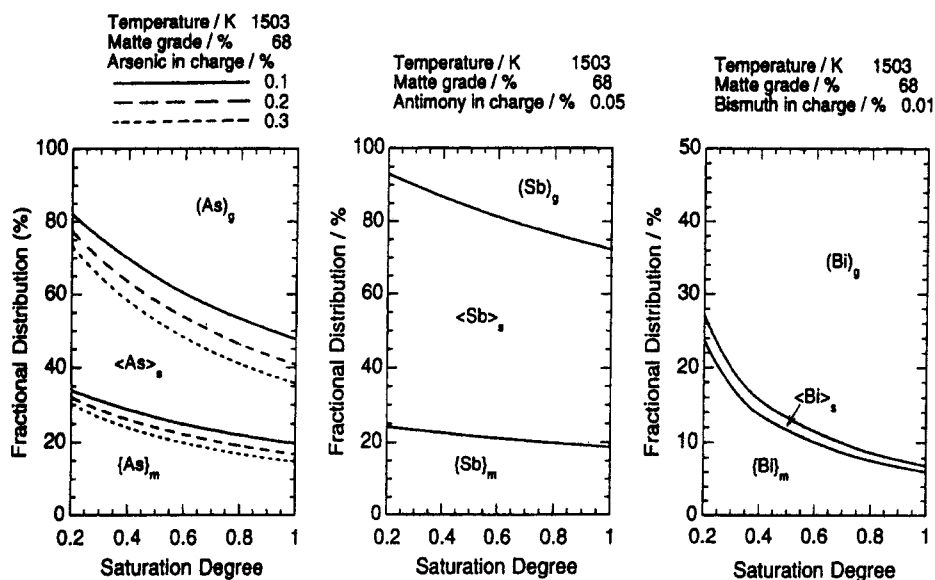 Temperature / K 1503
Matte grade / % 68
Arsenic in charge / %
0.1
0.2
0.3
Temperature / K 1503
Matte grade / % 68
Antimony in charge / % 0.05
Temperature / K 1503
Matte grade / % 68
Bismuth in charge / % 0.01
Fractional Distribution (%)
100
80
60
40
20
0
(As)g
<As>s
{As}m
0.2 0.4 0.6 0.8 1
Saturation Degree
Fractional Distribution / %
100
80
60
40
20
0
(Sb)g
<Sb>s
{Sb}m
0.2 0.4 0.6 0.8 1
Saturation Degree
Fractional Distribution / %
50
40
30
20
10
0
(Bi)g
<Bi>s
{Bi}m
0.2 0.4 0.6 0.8 1
Saturation Degree